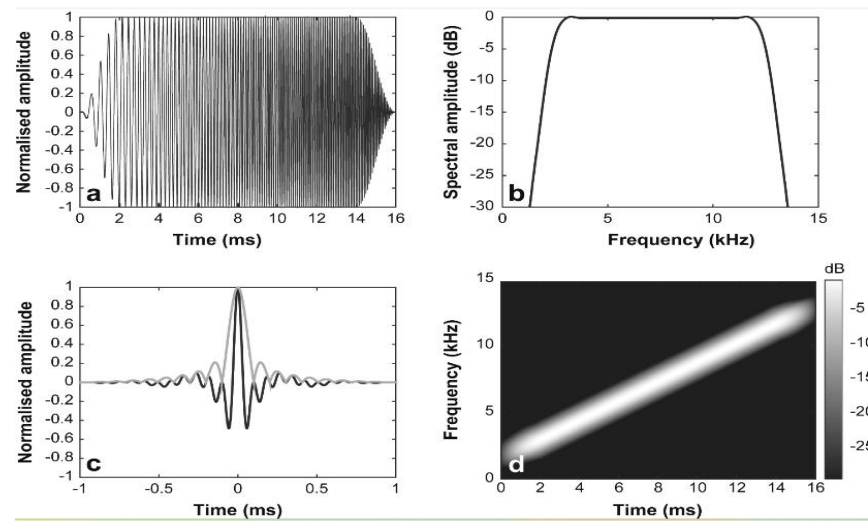 Normalised amplitude
1
0.8
0.6
0.4
0.2
0
-0.2
-0.4
-0.6
-0.8
-1
a
0 2 4 6 8 10 12 14 16
Time (ms)
Spectral amplitude (dB)
0
-5
-10
-15
-20
-25
-30
b
0 5 10 15
Frequency (kHz)
Normalised amplitude
1
0.8
0.6
0.4
0.2
0
-0.2
-0.4
-0.6
-0.8
-1
c
-1 -0.5 0 0.5 1
Time (ms)
Frequency (kHz)
15
10
5
0
d
0 2 4 6 8 10 12 14 16
Time (ms)
dB
-5
-10
-15
-20
-25